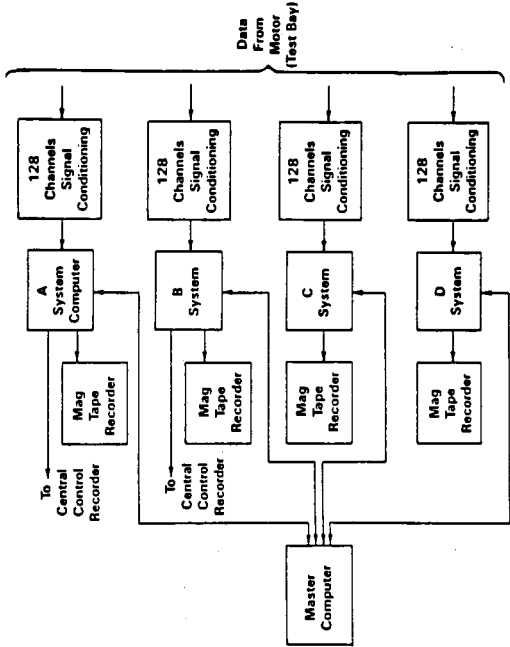 Data
From
Motor
(Test Bay)
128
Channels
Signal
Conditioning
128
Channels
Signal
Conditioning
128
Channels
Signal
Conditioning
128
Channels
Signal
Conditioning
A
System
Computer
B
System
C
System
D
System
Mag
Tape
Recorder
Mag
Tape
Recorder
Mag
Tape
Recorder
Mag
Tape
Recorder
To
Central
Control
Recorder
To
Central
Control
Recorder
Master
Computer